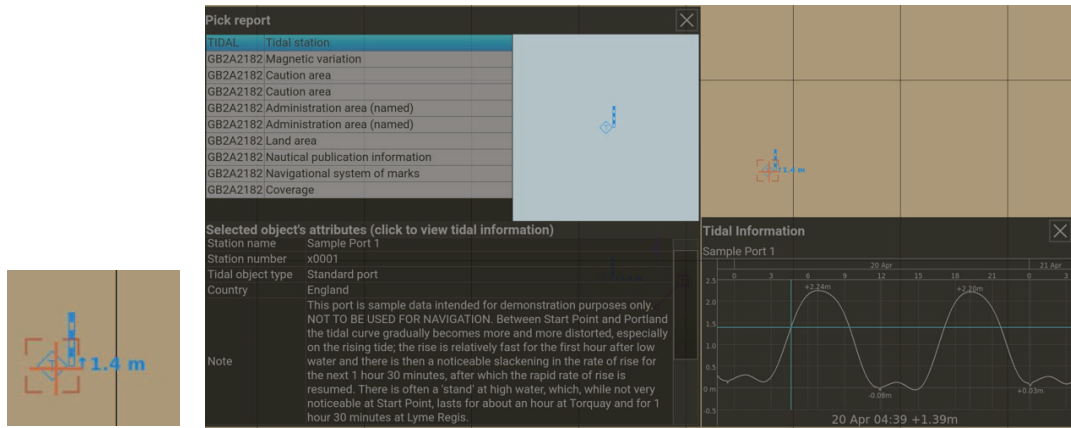 1.4 m
Pick report
TIDAL Tidal station
GB2A2182 Magnetic variation
GB2A2182 Caution area
GB2A2182 Caution area
GB2A2182 Administration area (named)
GB2A2182 Administration area (named)
GB2A2182 Land area
GB2A2182 Nautical publication information
GB2A2182 Navigational system of marks
GB2A2182 Coverage
Selected object's attributes (click to view tidal information)
Station name Sample Port 1
Station number x0001
Tidal object type Standard port
Country England
Note
This port is sample data intended for demonstration purposes only.
NOT TO BE USED FOR NAVIGATION. Between Start Point and Portland
the tidal curve gradually becomes more and more distorted, especially
on the rising tide; the rise is relatively fast for the first hour after low
water and there is then a noticeable slackening in the rate of rise for
the next 1 hour 30 minutes, after which the rapid rate of rise is
resumed. There is often a 'stand' at high water, which, while not very
noticeable at Start Point, lasts for about an hour at Torquay and for 1
hour 30 minutes at Lyme Regis.
1.4 m
Tidal Information
Sample Port 1
20 Apr 21 Apr
0 3 6 9 12 15 18 21 0 3
2.5
+2.24m +2.20m
2.0
1.5
1.0
0.5
0 m
-0.08m +0.03m
-0.5
20 Apr 04:39 +1.39m